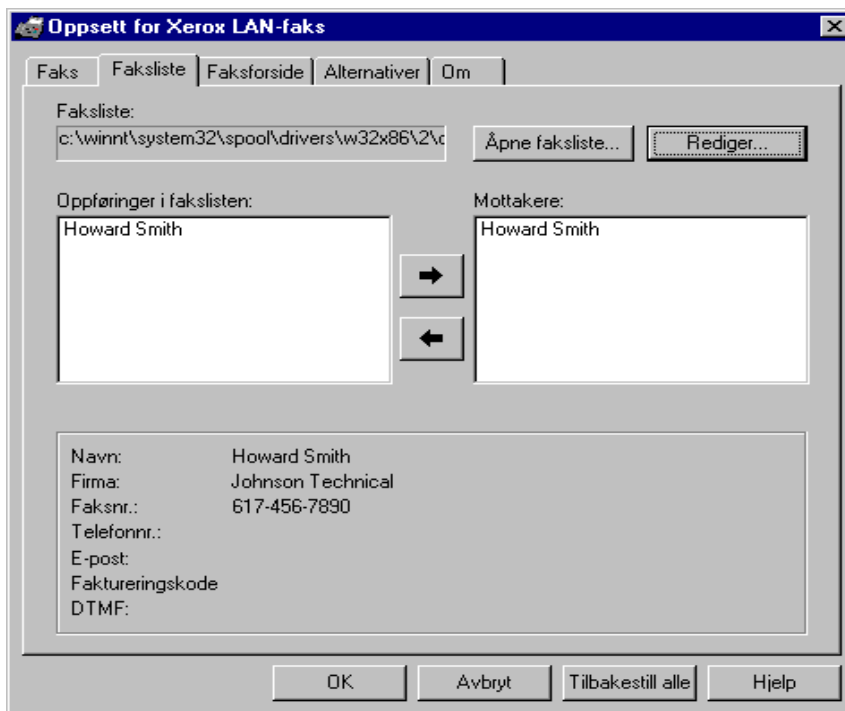 Oppsett for Xerox LAN-faks
Faks Faksliste Faksforside Alternativer Om
Faksliste:
c:\winnt\system32\spool\drivers\w32x86\2\c Åpne faksliste... Rediger...
Oppføringer i fakslisten: Mottakere:
Howard Smith Howard Smith
Navn: Howard Smith
Firma: Johnson Technical
Faksnr.: 617-456-7890
Telefonnr.:
E-post:
Faktureringskode
DTMF:
OK Avbryt Tilbakestill alle Hjelp